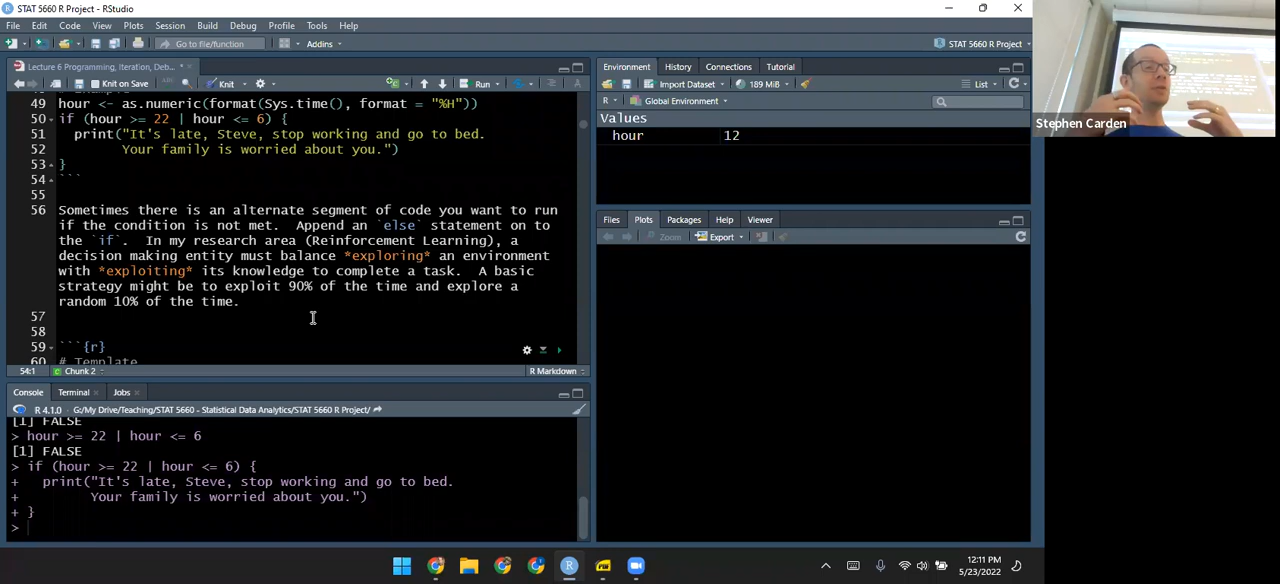 STAT 5660 R Project - RStudio
File Edit Code View Plots Session Build Debug Profile Tools Help
Go to file/function Addins STAT 5660 R Project
Lecture 6 Programming, Iteration, Deb...
Knit on Save Knit Run
49 hour <- as.numeric(format(Sys.time(), format = "%H"))
50 if (hour >= 22 | hour <= 6) {
51 print("It's late, Steve, stop working and go to bed.
52 Your family is worried about you.")
53 }
54 ```
55
56 Sometimes there is an alternate segment of code you want to run
if the condition is not met. Append an `else` statement on to
the `if`. In my research area (Reinforcement Learning), a
decision making entity must balance *exploring* an environment
with *exploiting* its knowledge to complete a task. A basic
strategy might be to exploit 90% of the time and explore a
random 10% of the time.
57
58
59 ```{r}
60 # Template
54:1 Chunk 2 R Markdown
Console Terminal Jobs
R 4.1.0 · G:/My Drive/Teaching/STAT 5660 - Statistical Data Analytics/STAT 5660 R Project/
[1] FALSE
> hour >= 22 | hour <= 6
[1] FALSE
> if (hour >= 22 | hour <= 6) {
+ print("It's late, Steve, stop working and go to bed.
+ Your family is worried about you.")
+ }
>
Environment History Connections Tutorial
Import Dataset 189 MiB List
R Global Environment
Values
hour 12
Files Plots Packages Help Viewer
Zoom Export
Stephen Carden
12:11 PM
5/23/2022